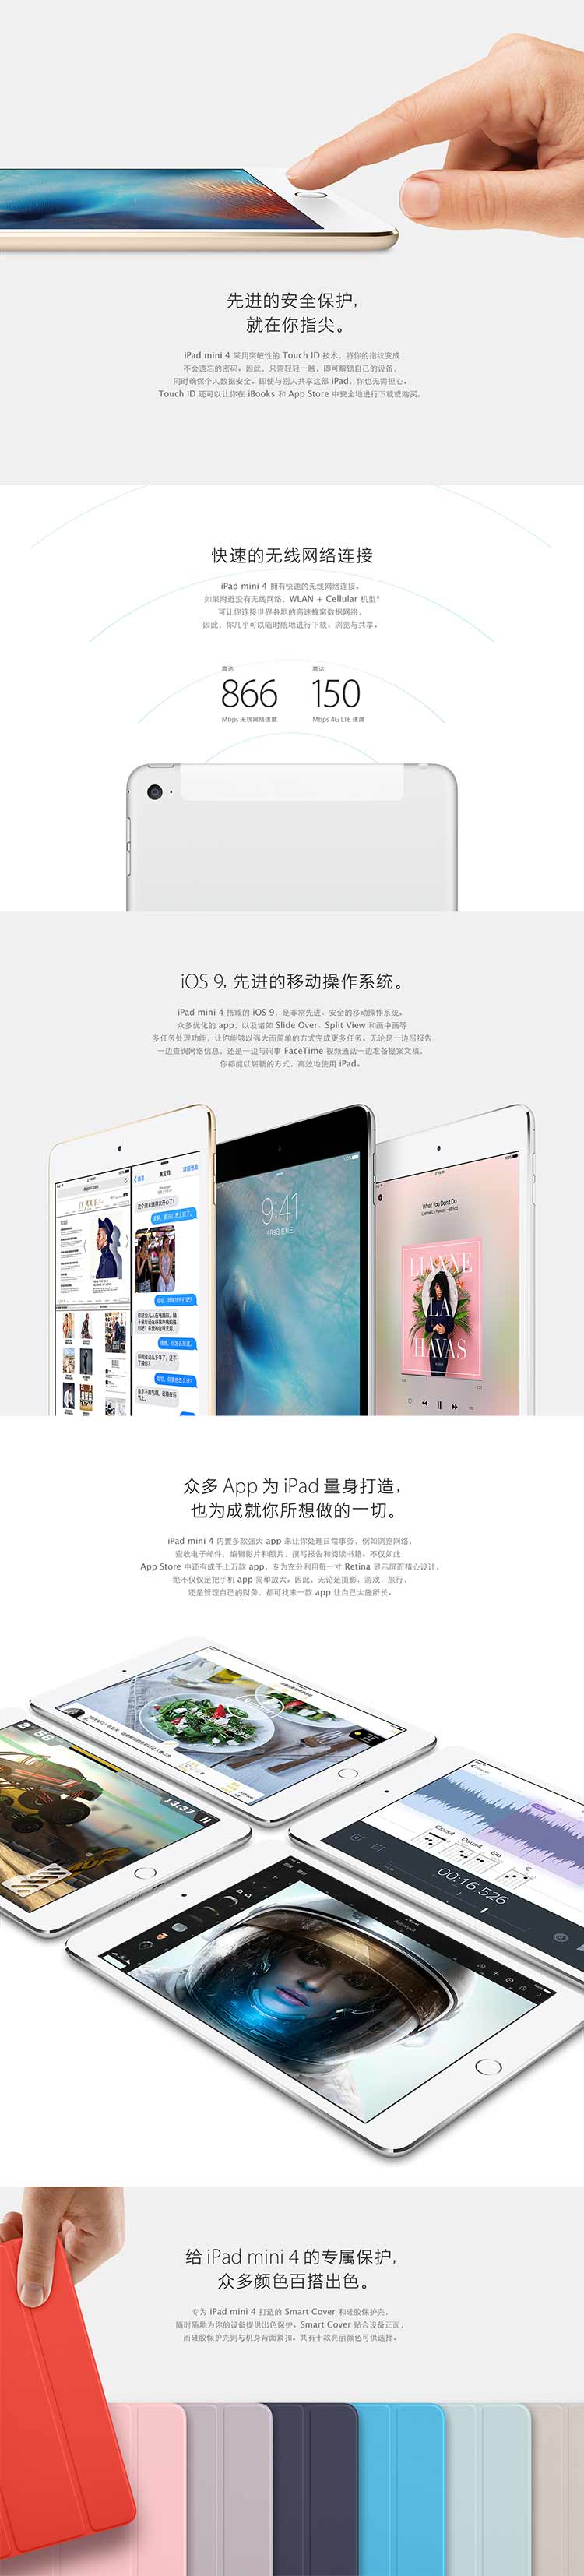 先进的安全保护，
就在你指尖。
iPad mini 4 采用突破性的 Touch ID 技术，将你的指纹变成
不会遗忘的密码。因此，只需轻轻一触，即可解锁自己的设备，
同时确保个人数据安全。即使与别人共享这部 iPad，你也无需担心。
Touch ID 还可以让你在 iBooks 和 App Store 中安全地进行下载或购买。
快速的无线网络连接
iPad mini 4 拥有快速的无线网络连接。
如果附近没有无线网络，WLAN + Cellular 机型*
可让你连接世界各地的高速蜂窝数据网络，
因此，你几乎可以随时随地进行下载、浏览与共享。
高达 高达
866 150
Mbps 无线网络速度 Mbps 4G LTE 速度
iOS 9，先进的移动操作系统。
iPad mini 4 搭载的 iOS 9，是非常先进、安全的移动操作系统。
众多优化的 app，以及诸如 Slide Over、Split View 和画中画等
多任务处理功能，让你能够以强大而简单的方式完成更多任务。无论是一边写报告
一边查询网络信息，还是一边与同事 FaceTime 视频通话一边准备提案文稿，
你都能以崭新的方式，高效地使用 iPad。
9:41
What You Don't Do
LIANNE
LA
HAVAS
众多 App 为 iPad 量身打造，
也为成就你所想做的一切。
iPad mini 4 内置多款强大 app 来让你处理日常事务，例如浏览网络，
查收电子邮件，编辑影片和照片，撰写报告和阅读书籍。不仅如此，
App Store 中还有成千上万款 app，专为充分利用每一寸 Retina 显示屏而精心设计，
绝不仅仅是把手机 app 简单放大。因此，无论是摄影、游戏、旅行，
还是管理自己的财务，都可找来一款 app 让自己大施所长。
13:37
Csus4 Dsus4 Em C
00:16.526
给 iPad mini 4 的专属保护，
众多颜色百搭出色。
专为 iPad mini 4 打造的 Smart Cover 和硅胶保护壳，
随时随地为你的设备提供出色保护。Smart Cover 贴合设备正面，
而硅胶保护壳则与机身背面紧扣。共有十款亮丽颜色可供选择。